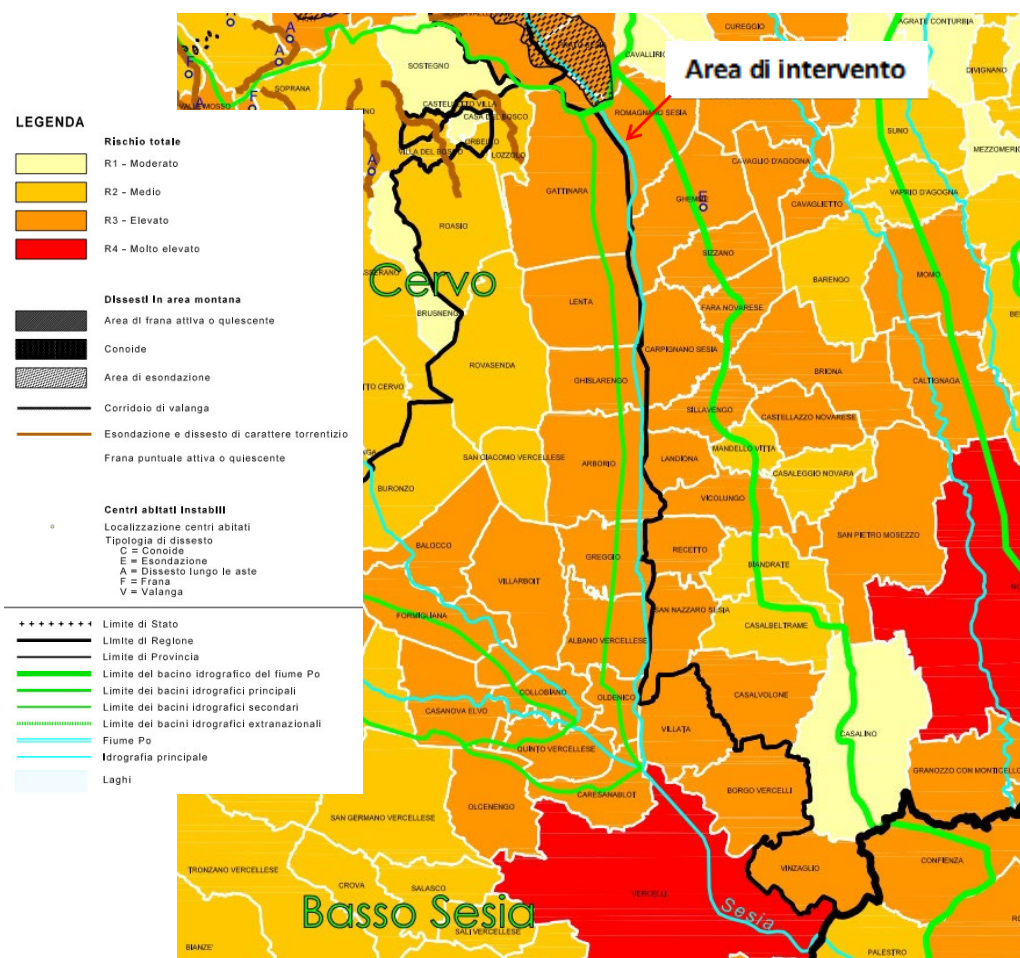 CUREGGIO
AGRATE CONTURBIA
CAVALLIRIO
DIVIGNANO
SOSTEGNO
Area di intervento
SOPRANA
VALLE MOSSO
A
A
F
A
F
A
CASTELLETTO VILLA
CASA DEL BOSCO
ROMAGNANO SESIA
SUNO
MEZZOMERICO
VILLA DEL BOSCO
LOZZOLO
CAVAGLIO D'AGOGNA
GATTINARA
GHEMME
E
CAVAGLIETTO
VAPRIO D'AGOGNA
ROASIO
SIZZANO
Cervo
BARENGO
MOMO
LENTA
FARA NOVARESE
BRUSNENGO
CARPIGNANO SESIA
ROVASENDA
BRIONA
GHISLARENGO
CALTIGNAGA
SILLAVENGO
CASTELLAZZO NOVARESE
MANDELLO VITTA
SAN GIACOMO VERCELLESE
ARBORIO
LANDIONA
CASALEGGIO NOVARA
BURONZO
VICOLUNGO
SAN PIETRO MOSEZZO
BALOCCO
GREGGIO
RECETTO
BIANDRATE
VILLARBOIT
FORMIGLIANA
SAN NAZZARO SESIA
CASALBELTRAME
ALBANO VERCELLESE
COLLOBIANO
OLDENICO
CASALVOLONE
CASANOVA ELVO
VILLATA
CASALINO
QUINTO VERCELLESE
GRANOZZO CON MONTICELLO
CARESANABLOT
BORGO VERCELLI
OLCENENGO
SAN GERMANO VERCELLESE
VINZAGLIO
CONFIENZA
TRONZANO VERCELLESE
CROVA
SALASCO
VERCELLI
Sesia
Basso Sesia
SALI VERCELLESE
BIANZE'
PALESTRO
LEGENDA
Rischio totale
R1 - Moderato
R2 - Medio
R3 - Elevato
R4 - Molto elevato
Dissesti in area montana
Area di frana attiva o quiescente
Conoide
Area di esondazione
Corridoio di valanga
Esondazione e dissesto di carattere torrentizio
Frana puntuale attiva o quiescente
Centri abitati instabili
Localizzazione centri abitati
Tipologia di dissesto
C = Conoide
E = Esondazione
A = Dissesto lungo le aste
F = Frana
V = Valanga
Limite di Stato
Limite di Regione
Limite di Provincia
Limite del bacino idrografico del fiume Po
Limite dei bacini idrografici principali
Limite dei bacini idrografici secondari
Limite dei bacini idrografici extranazionali
Fiume Po
Idrografia principale
Laghi